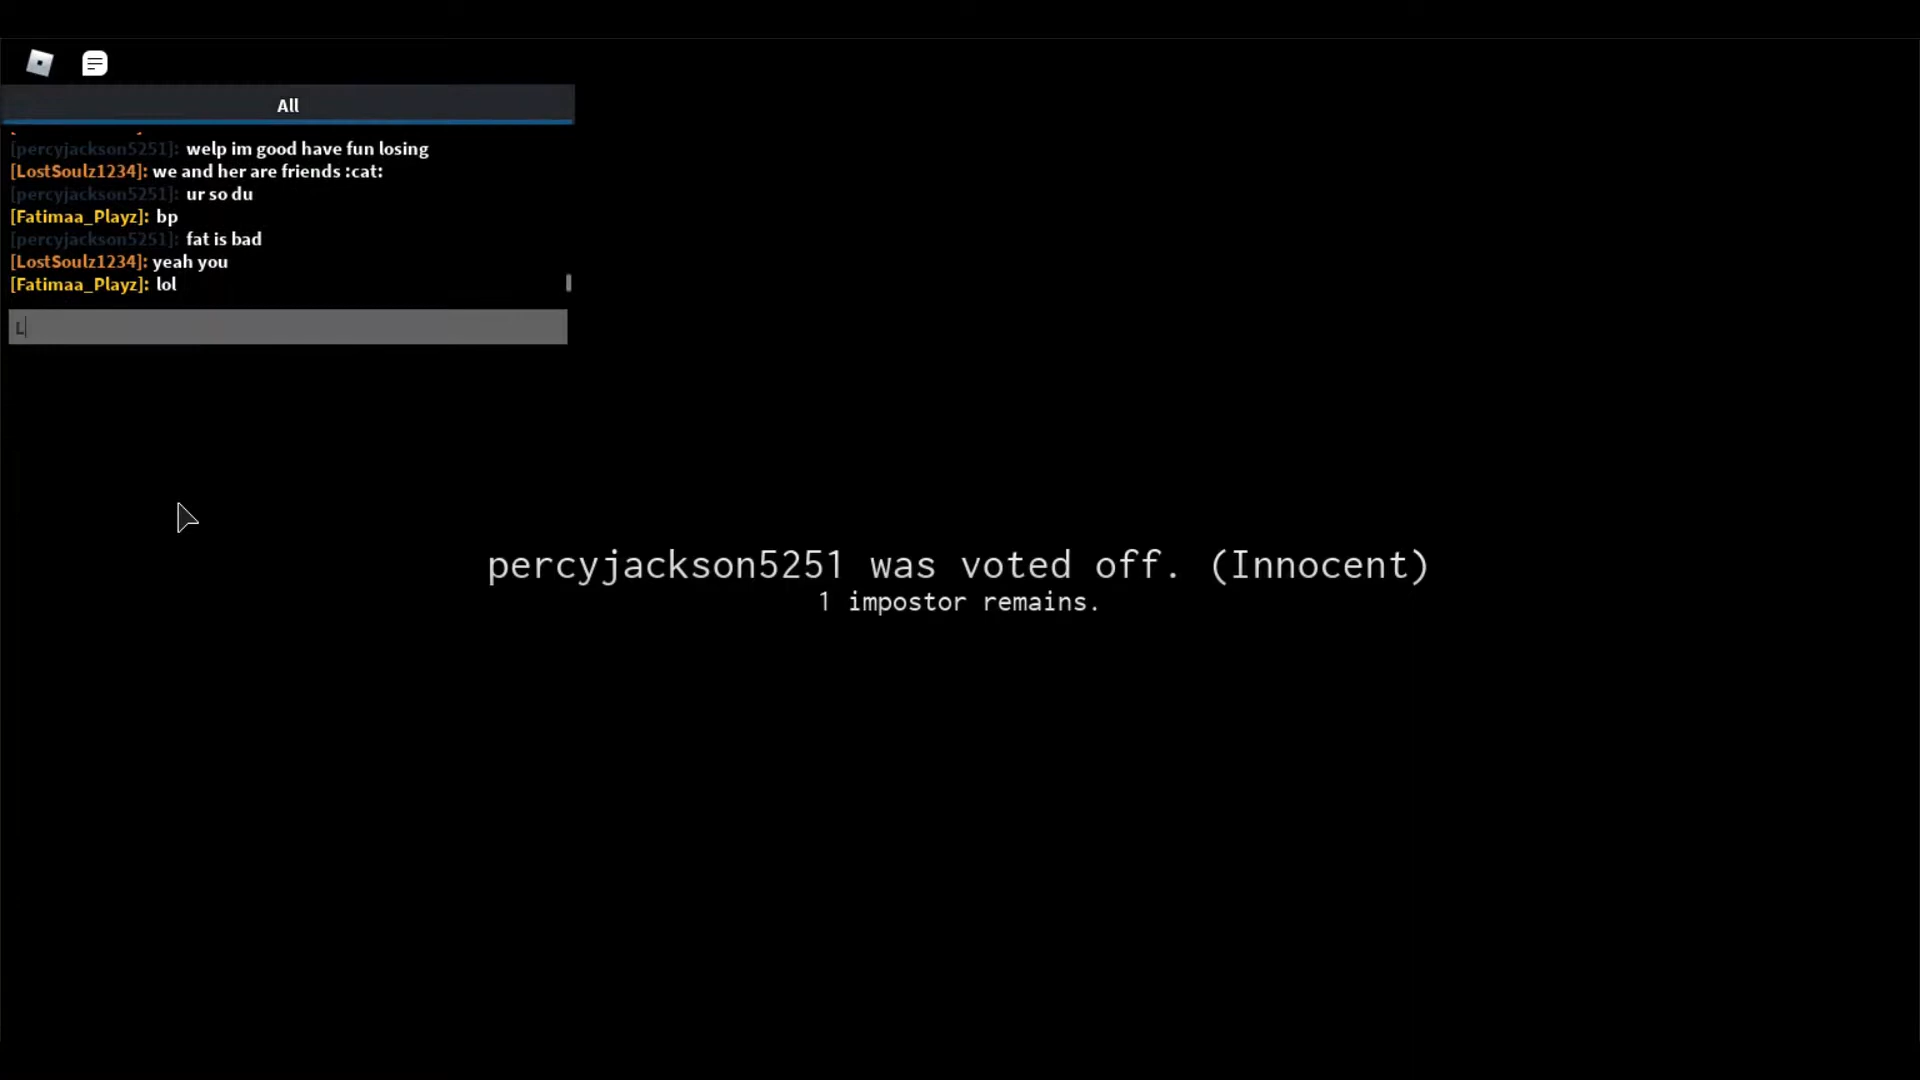 All
[percyjackson5251]: welp im good have fun losing
[LostSoulz1234]: we and her are friends :cat:
[percyjackson5251]: ur so du
[Fatimaa_Playz]: bp
[percyjackson5251]: fat is bad
[LostSoulz1234]: yeah you
[Fatimaa_Playz]: lol
L
percyjackson5251 was voted off. (Innocent)
1 impostor remains.